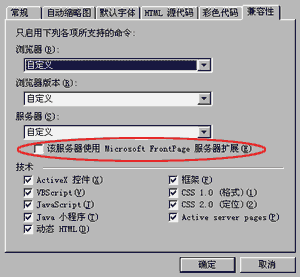 常规 自动缩略图 默认字体 HTML 源代码 彩色代码 兼容性
只启用下列各项所支持的命令:
浏览器(B):
自定义
浏览器版本(R):
自定义
服务器(S):
自定义
该服务器使用 Microsoft FrontPage 服务器扩展(E)
技术
ActiveX 控件(X) 框架(F)
VBScript(V) CSS 1.0 (格式)(1)
JavaScript(I) CSS 2.0 (定位)(2)
Java 小程序(T) Active server pages(P)
动态 HTML(D)
确定 取消